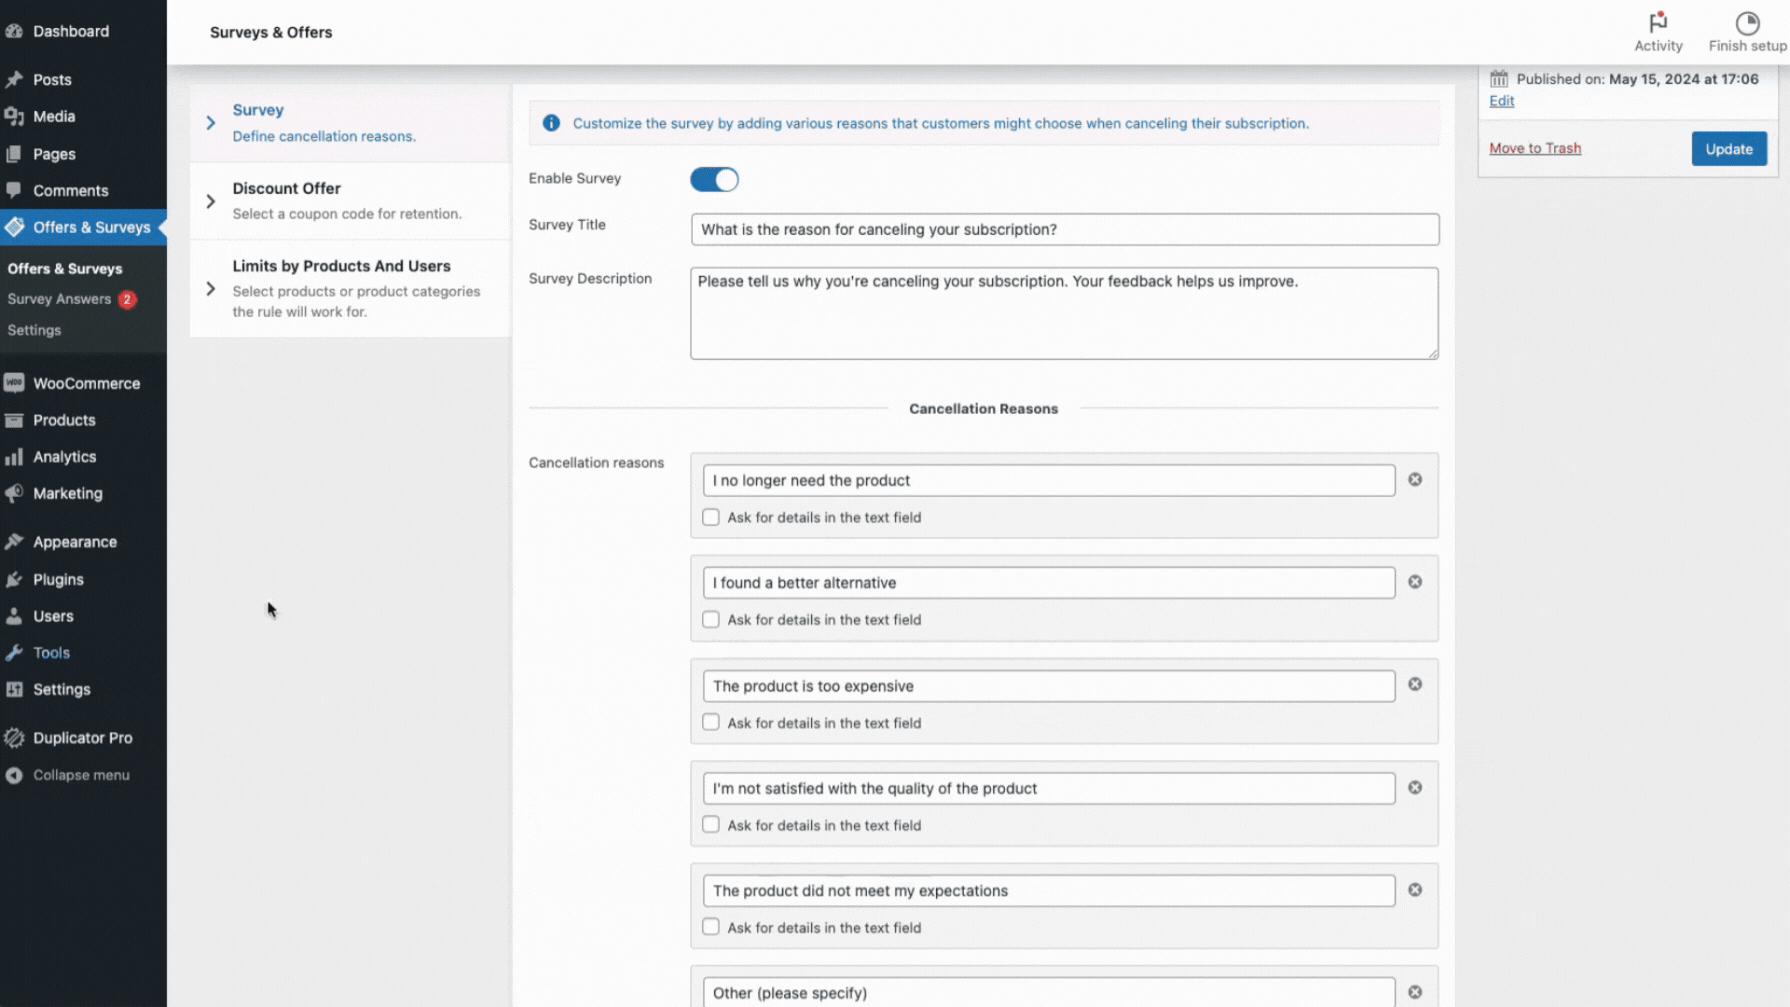 Dashboard
Posts
Media
Pages
Comments
Offers & Surveys
Offers & Surveys
Survey Answers 2
Settings
WOO WooCommerce
Products
Analytics
Marketing
Appearance
Plugins
Users
Tools
Settings
Duplicator Pro
Collapse menu
Surveys & Offers
Activity
Finish setup
Survey
Define cancellation reasons.
Discount Offer
Select a coupon code for retention.
Limits by Products And Users
Select products or product categories
the rule will work for.
Customize the survey by adding various reasons that customers might choose when canceling their subscription.
Enable Survey
Survey Title
What is the reason for canceling your subscription?
Survey Description
Please tell us why you're canceling your subscription. Your feedback helps us improve.
Cancellation Reasons
Cancellation reasons
I no longer need the product
Ask for details in the text field
I found a better alternative
Ask for details in the text field
The product is too expensive
Ask for details in the text field
I'm not satisfied with the quality of the product
Ask for details in the text field
The product did not meet my expectations
Ask for details in the text field
Other (please specify)
Published on: May 15, 2024 at 17:06
Edit
Move to Trash
Update